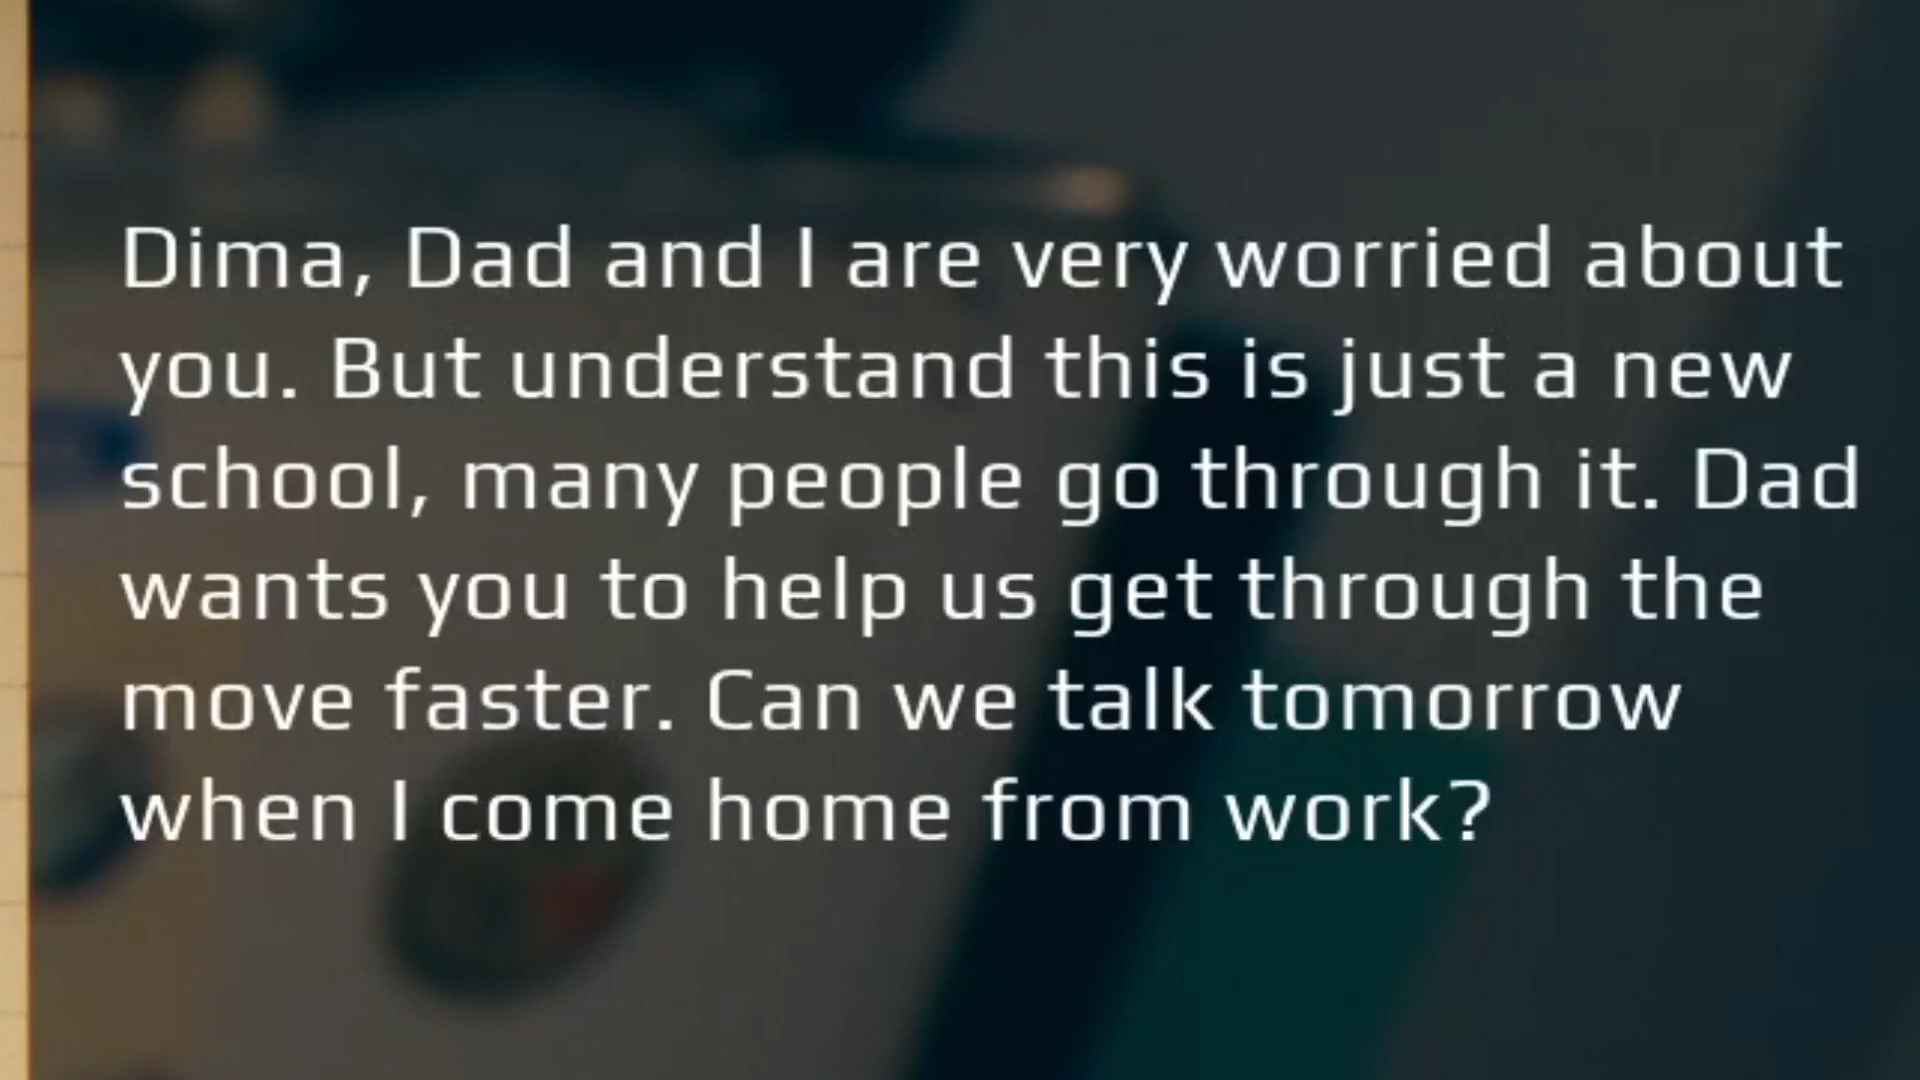 Dima, Dad and I are very worried about
you. But understand this is just a new
school, many people go through it. Dad
wants you to help us get through the
move faster. Can we talk tomorrow
when I come home from work?